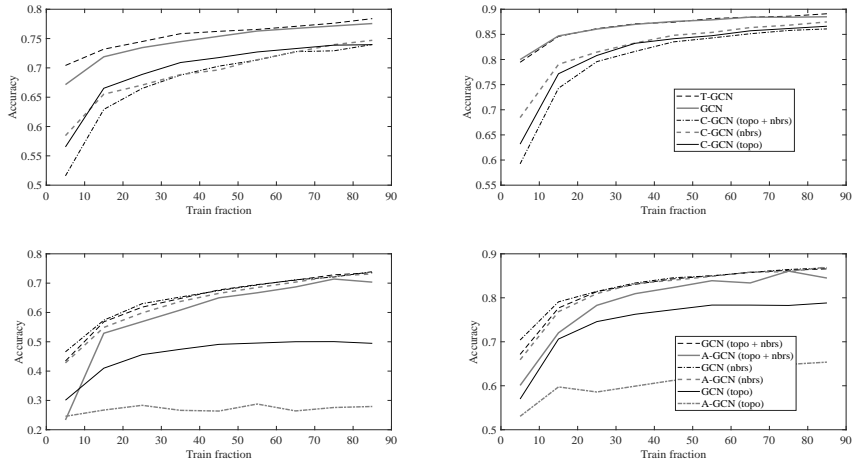 0.8
0.75
0.7
0.65
0.6
0.55
0.5
Accuracy
0 10 20 30 40 50 60 70 80 90
Train fraction
0.9
0.85
0.8
0.75
0.7
0.65
0.6
0.55
Accuracy
T-GCN
GCN
C-GCN (topo + nbrs)
C-GCN (nbrs)
C-GCN (topo)
0 10 20 30 40 50 60 70 80 90
Train fraction
0.8
0.7
0.6
0.5
0.4
0.3
0.2
Accuracy
0 10 20 30 40 50 60 70 80 90
Train fraction
0.9
0.8
0.7
0.6
0.5
Accuracy
GCN (topo + nbrs)
A-GCN (topo + nbrs)
GCN (nbrs)
A-GCN (nbrs)
GCN (topo)
A-GCN (topo)
0 10 20 30 40 50 60 70 80 90
Train fraction